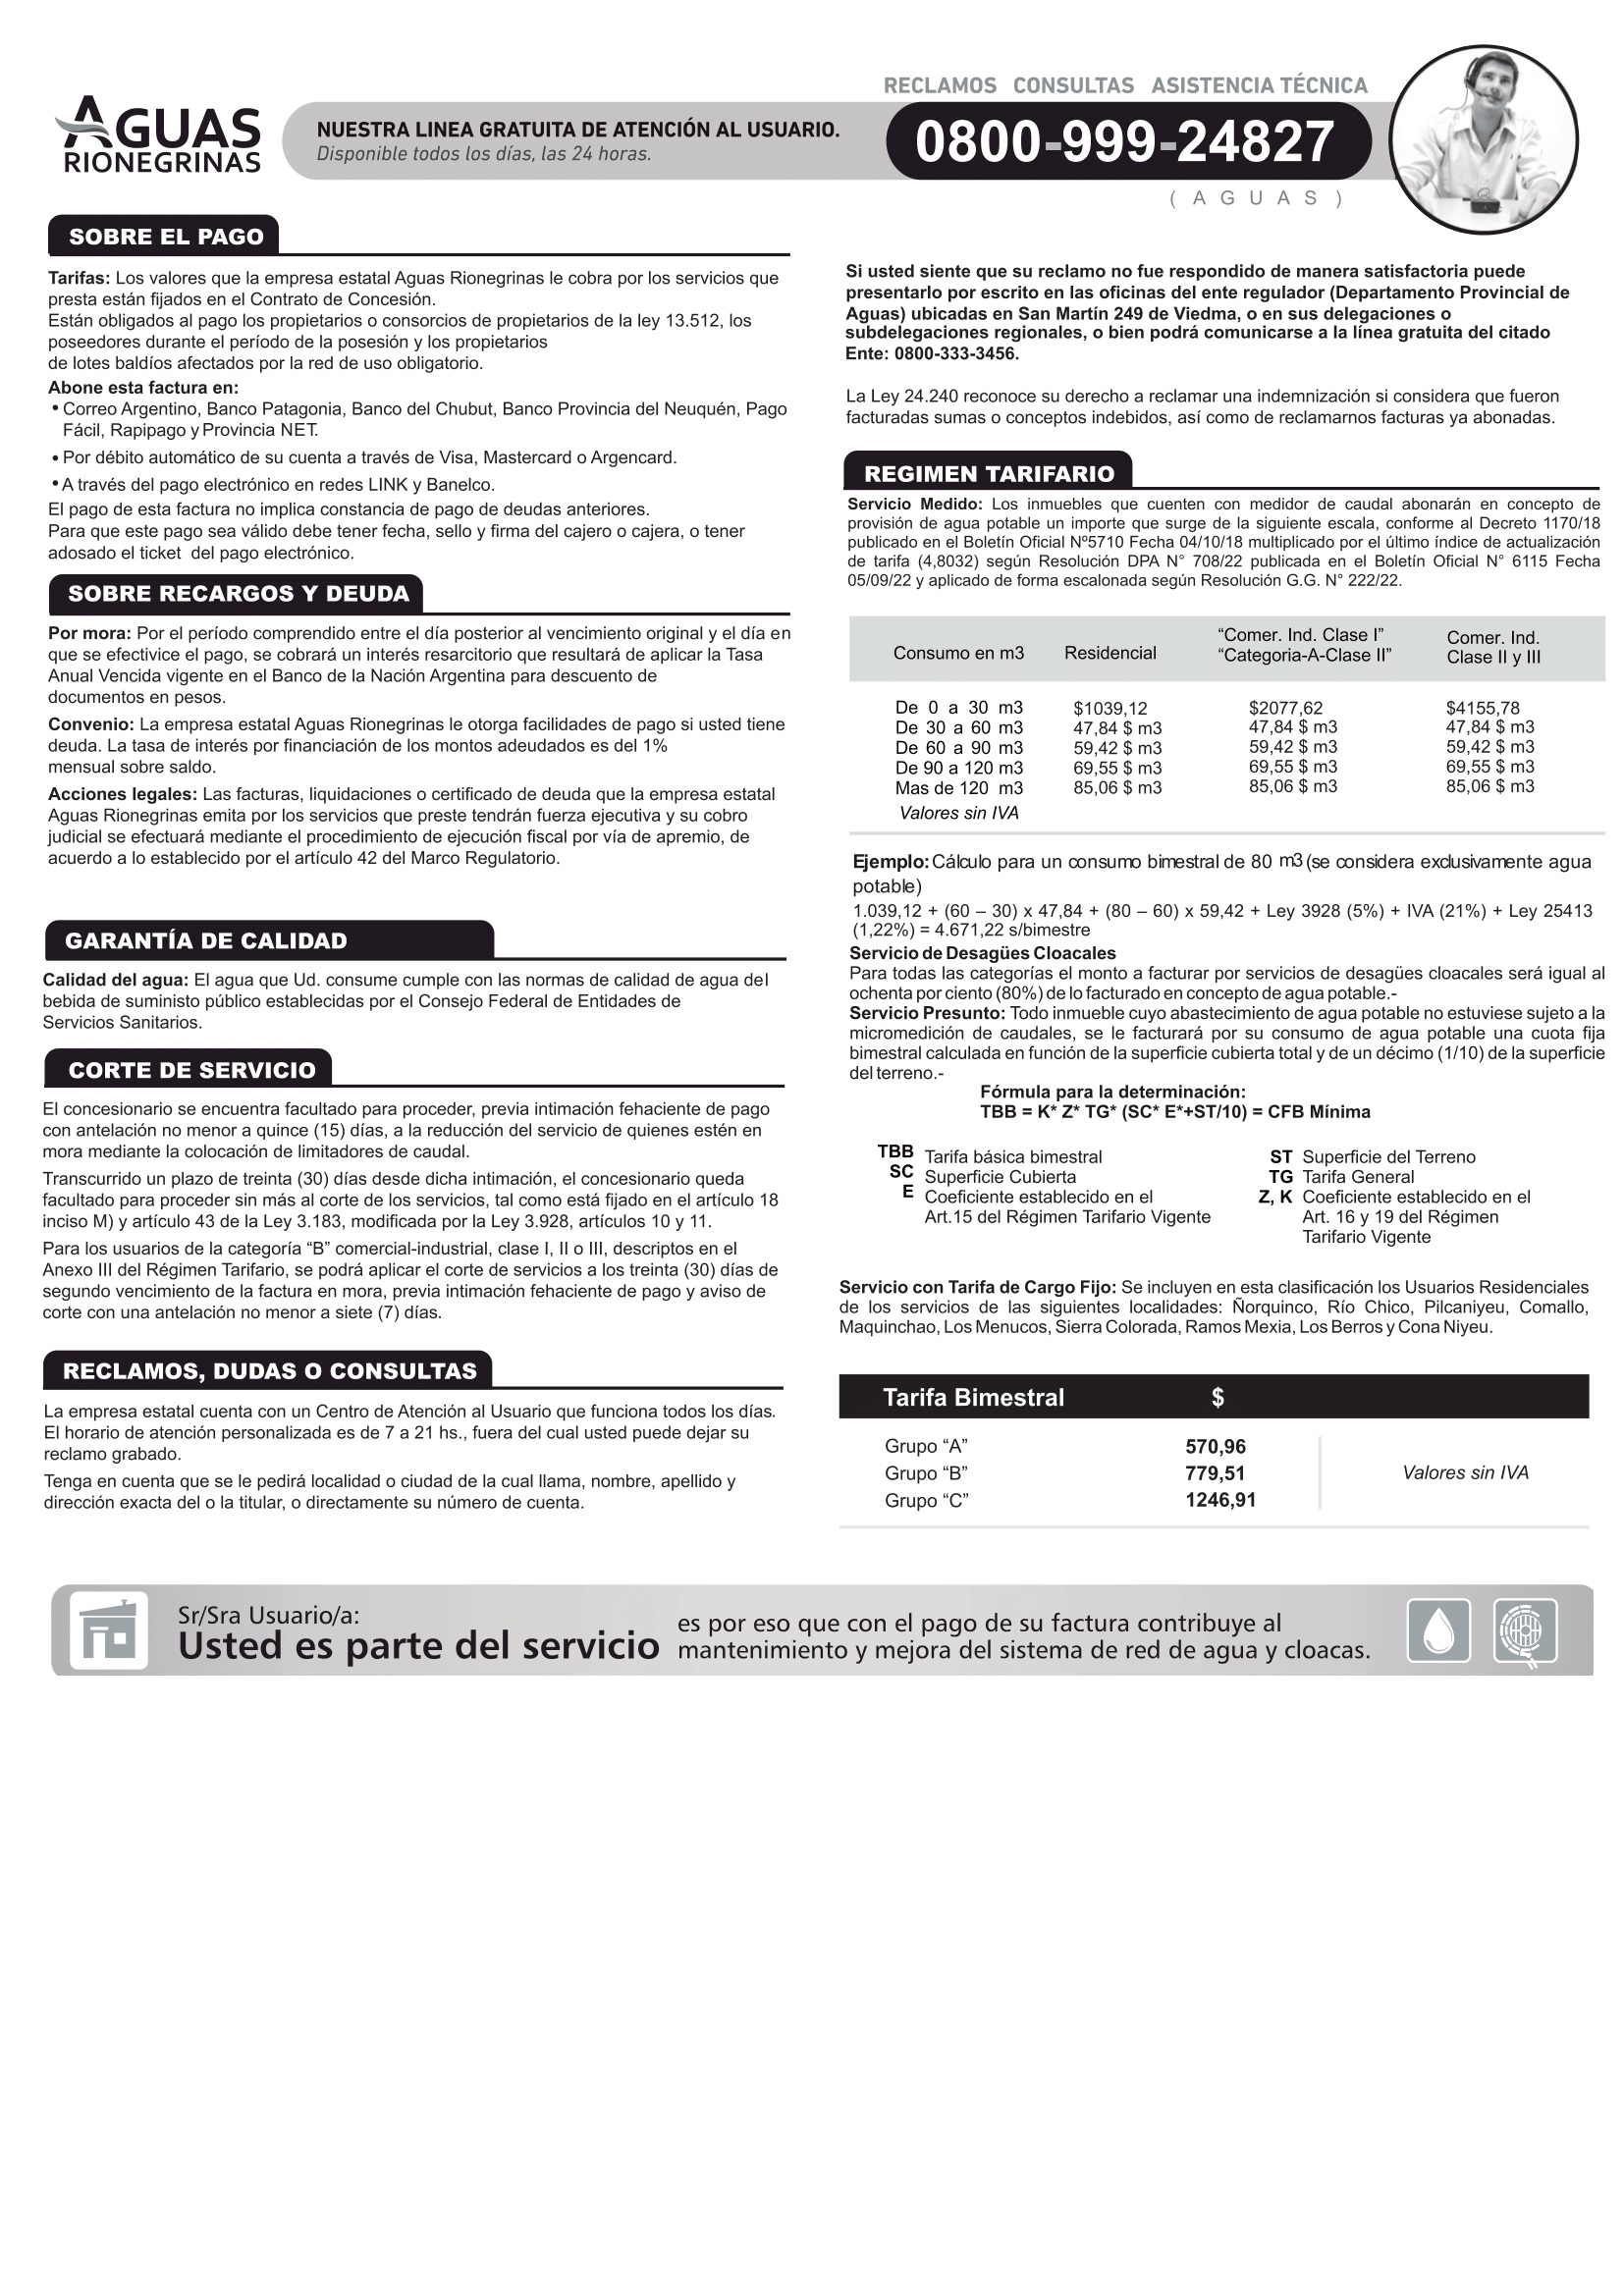 AGUAS
RIONEGRINAS
NUESTRA LINEA GRATUITA DE ATENCIÓN AL USUARIO.
Disponible todos los días, las 24 horas.
RECLAMOS CONSULTAS ASISTENCIA TÉCNICA
0800-999-24827
( A G U A S )
SOBRE EL PAGO
Tarifas: Los valores que la empresa estatal Aguas Rionegrinas le cobra por los servicios que
presta están fijados en el Contrato de Concesión.
Están obligados al pago los propietarios o consorcios de propietarios de la ley 13.512, los
poseedores durante el período de la posesión y los propietarios
de lotes baldíos afectados por la red de uso obligatorio.
Abone esta factura en:
• Correo Argentino, Banco Patagonia, Banco del Chubut, Banco Provincia del Neuquén, Pago
Fácil, Rapipago y Provincia NET.
• Por débito automático de su cuenta a través de Visa, Mastercard o Argencard.
• A través del pago electrónico en redes LINK y Banelco.
El pago de esta factura no implica constancia de pago de deudas anteriores.
Para que este pago sea válido debe tener fecha, sello y firma del cajero o cajera, o tener
adosado el ticket del pago electrónico.
SOBRE RECARGOS Y DEUDA
Por mora: Por el período comprendido entre el día posterior al vencimiento original y el día en
que se efectivice el pago, se cobrará un interés resarcitorio que resultará de aplicar la Tasa
Anual Vencida vigente en el Banco de la Nación Argentina para descuento de
documentos en pesos.
Convenio: La empresa estatal Aguas Rionegrinas le otorga facilidades de pago si usted tiene
deuda. La tasa de interés por financiación de los montos adeudados es del 1%
mensual sobre saldo.
Acciones legales: Las facturas, liquidaciones o certificado de deuda que la empresa estatal
Aguas Rionegrinas emita por los servicios que preste tendrán fuerza ejecutiva y su cobro
judicial se efectuará mediante el procedimiento de ejecución fiscal por vía de apremio, de
acuerdo a lo establecido por el artículo 42 del Marco Regulatorio.
GARANTÍA DE CALIDAD
Calidad del agua: El agua que Ud. consume cumple con las normas de calidad de agua del
bebida de suministo público establecidas por el Consejo Federal de Entidades de
Servicios Sanitarios.
CORTE DE SERVICIO
El concesionario se encuentra facultado para proceder, previa intimación fehaciente de pago
con antelación no menor a quince (15) días, a la reducción del servicio de quienes estén en
mora mediante la colocación de limitadores de caudal.
Transcurrido un plazo de treinta (30) días desde dicha intimación, el concesionario queda
facultado para proceder sin más al corte de los servicios, tal como está fijado en el artículo 18
inciso M) y artículo 43 de la Ley 3.183, modificada por la Ley 3.928, artículos 10 y 11.
Para los usuarios de la categoría “B” comercial-industrial, clase I, II o III, descriptos en el
Anexo III del Régimen Tarifario, se podrá aplicar el corte de servicios a los treinta (30) días de
segundo vencimiento de la factura en mora, previa intimación fehaciente de pago y aviso de
corte con una antelación no menor a siete (7) días.
RECLAMOS, DUDAS O CONSULTAS
La empresa estatal cuenta con un Centro de Atención al Usuario que funciona todos los días.
El horario de atención personalizada es de 7 a 21 hs., fuera del cual usted puede dejar su
reclamo grabado.
Tenga en cuenta que se le pedirá localidad o ciudad de la cual llama, nombre, apellido y
dirección exacta del o la titular, o directamente su número de cuenta.
Si usted siente que su reclamo no fue respondido de manera satisfactoria puede
presentarlo por escrito en las oficinas del ente regulador (Departamento Provincial de
Aguas) ubicadas en San Martín 249 de Viedma, o en sus delegaciones o
subdelegaciones regionales, o bien podrá comunicarse a la línea gratuita del citado
Ente: 0800-333-3456.
La Ley 24.240 reconoce su derecho a reclamar una indemnización si considera que fueron
facturadas sumas o conceptos indebidos, así como de reclamarnos facturas ya abonadas.
REGIMEN TARIFARIO
Servicio Medido: Los inmuebles que cuenten con medidor de caudal abonarán en concepto de
provisión de agua potable un importe que surge de la siguiente escala, conforme al Decreto 1170/18
publicado en el Boletín Oficial Nº5710 Fecha 04/10/18 multiplicado por el último índice de actualización
de tarifa (4,8032) según Resolución DPA N° 708/22 publicada en el Boletín Oficial N° 6115 Fecha
05/09/22 y aplicado de forma escalonada según Resolución G.G. N° 222/22.
Consumo en m3 Residencial “Comer. Ind. Clase I” “Categoria-A-Clase II” Comer. Ind. Clase II y III
De 0 a 30 m3 $1039,12 $2077,62 $4155,78
De 30 a 60 m3 47,84 $ m3 47,84 $ m3 47,84 $ m3
De 60 a 90 m3 59,42 $ m3 59,42 $ m3 59,42 $ m3
De 90 a 120 m3 69,55 $ m3 69,55 $ m3 69,55 $ m3
Mas de 120 m3 85,06 $ m3 85,06 $ m3 85,06 $ m3
Valores sin IVA
Ejemplo: Cálculo para un consumo bimestral de 80 m3 (se considera exclusivamente agua
potable)
1.039,12 + (60 – 30) x 47,84 + (80 – 60) x 59,42 + Ley 3928 (5%) + IVA (21%) + Ley 25413
(1,22%) = 4.671,22 s/bimestre
Servicio de Desagües Cloacales
Para todas las categorías el monto a facturar por servicios de desagües cloacales será igual al
ochenta por ciento (80%) de lo facturado en concepto de agua potable.-
Servicio Presunto: Todo inmueble cuyo abastecimiento de agua potable no estuviese sujeto a la
micromedición de caudales, se le facturará por su consumo de agua potable una cuota fija
bimestral calculada en función de la superficie cubierta total y de un décimo (1/10) de la superficie
del terreno.-
Fórmula para la determinación:
TBB = K* Z* TG* (SC* E*+ST/10) = CFB Mínima
TBB Tarifa básica bimestral
SC Superficie Cubierta
E Coeficiente establecido en el
Art.15 del Régimen Tarifario Vigente
ST Superficie del Terreno
TG Tarifa General
Z, K Coeficiente establecido en el
Art. 16 y 19 del Régimen
Tarifario Vigente
Servicio con Tarifa de Cargo Fijo: Se incluyen en esta clasificación los Usuarios Residenciales
de los servicios de las siguientes localidades: Ñorquinco, Río Chico, Pilcaniyeu, Comallo,
Maquinchao, Los Menucos, Sierra Colorada, Ramos Mexia, Los Berros y Cona Niyeu.
Tarifa Bimestral $
Grupo “A” 570,96
Grupo “B” 779,51 Valores sin IVA
Grupo “C” 1246,91
Sr/Sra Usuario/a:
Usted es parte del servicio
es por eso que con el pago de su factura contribuye al
mantenimiento y mejora del sistema de red de agua y cloacas.